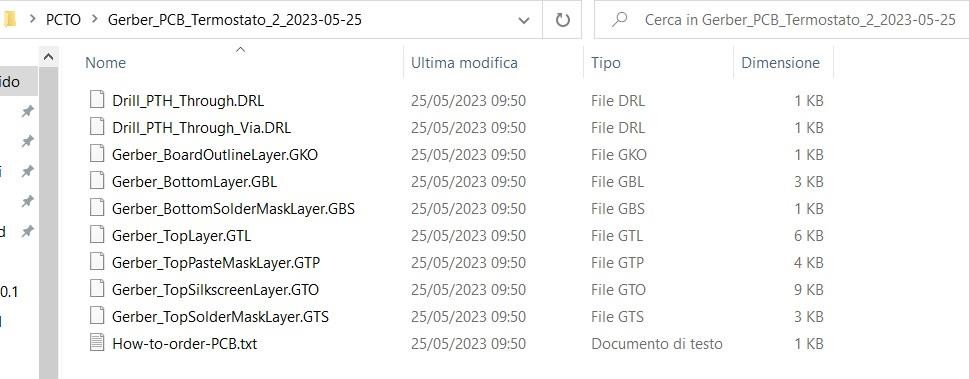 PCTO > Gerber_PCB_Termostato_2_2023-05-25 Cerca in Gerber_PCB_Termostato_2_2023-05-25
Nome Ultima modifica Tipo Dimensione
ido
Drill_PTH_Through.DRL 25/05/2023 09:50 File DRL 1 KB
Drill_PTH_Through_Via.DRL 25/05/2023 09:50 File DRL 1 KB
Gerber_BoardOutlineLayer.GKO 25/05/2023 09:50 File GKO 1 KB
i Gerber_BottomLayer.GBL 25/05/2023 09:50 File GBL 3 KB
Gerber_BottomSolderMaskLayer.GBS 25/05/2023 09:50 File GBS 1 KB
d Gerber_TopLayer.GTL 25/05/2023 09:50 File GTL 6 KB
Gerber_TopPasteMaskLayer.GTP 25/05/2023 09:50 File GTP 4 KB
0.1 Gerber_TopSilkscreenLayer.GTO 25/05/2023 09:50 File GTO 9 KB
Gerber_TopSolderMaskLayer.GTS 25/05/2023 09:50 File GTS 3 KB
How-to-order-PCB.txt 25/05/2023 09:50 Documento di testo 1 KB